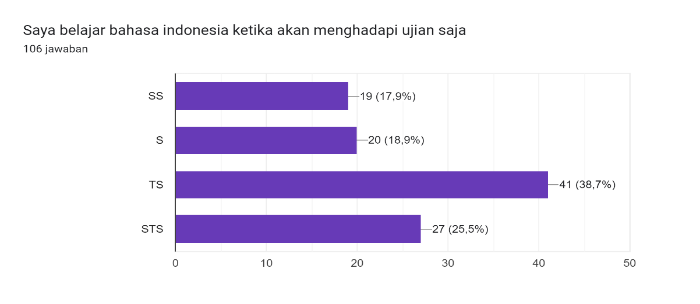 Saya belajar bahasa indonesia ketika akan menghadapi ujian saja
106 jawaban
SS 19 (17,9%)
S 20 (18,9%)
TS 41 (38,7%)
STS 27 (25,5%)
0 10 20 30 40 50